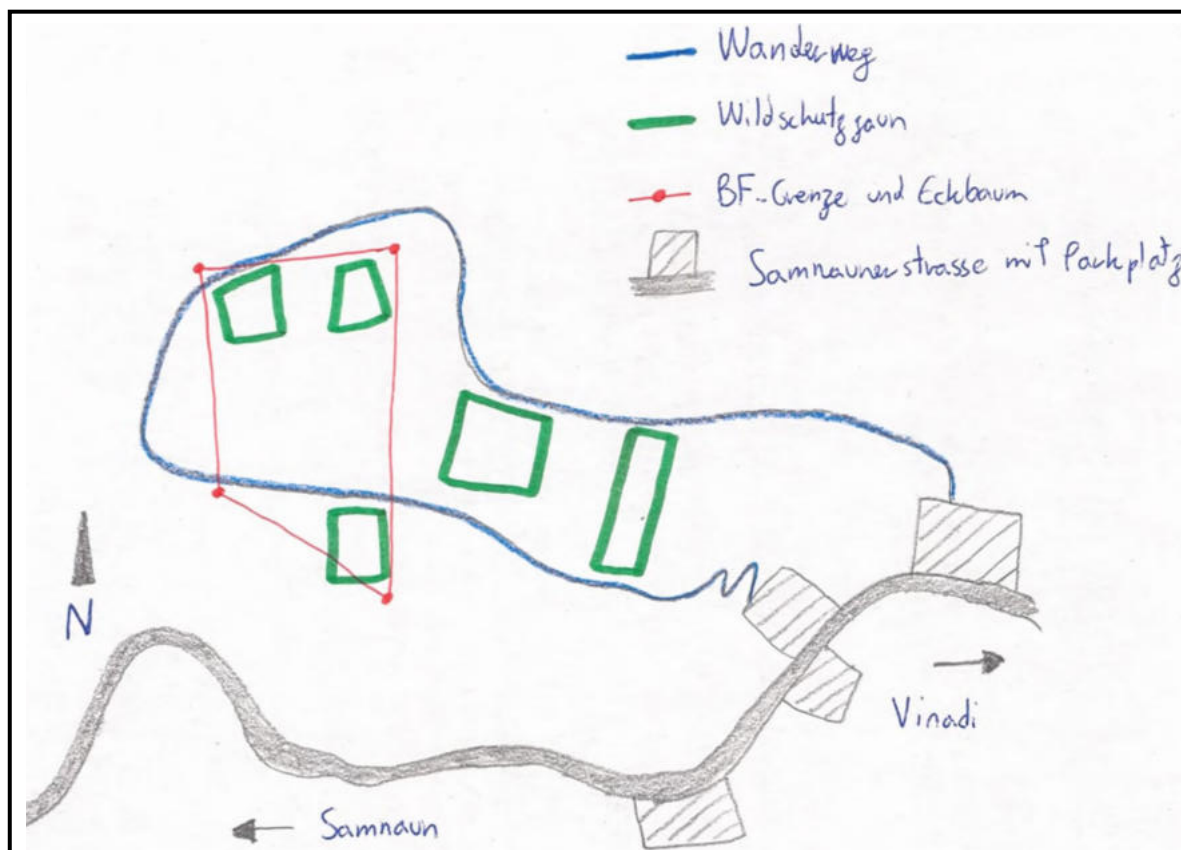 Wanderweg
Wildschutzzaun
BF-Grenze und Eckbaum
Samnaunerstrasse mit Parkplatz
N
Vinadi
Samnaun